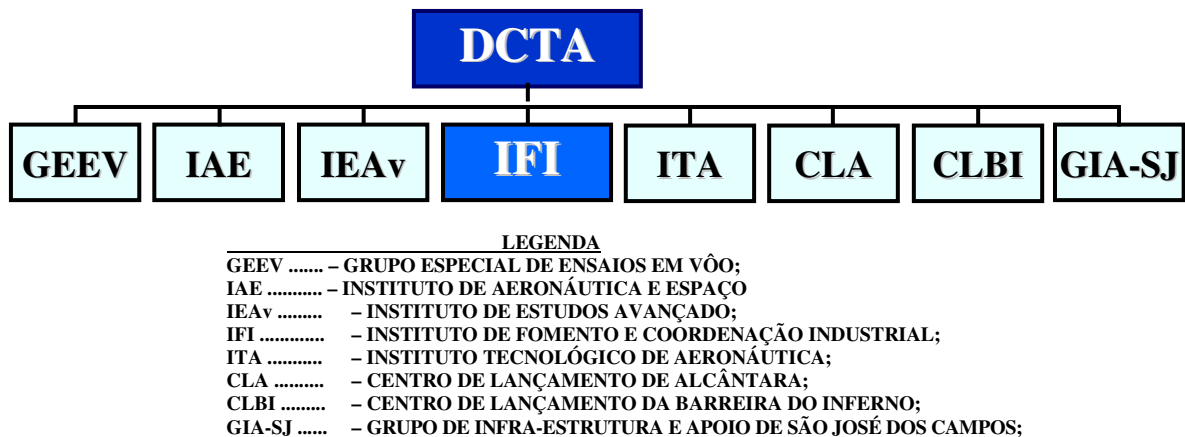 DCTA
GEEV IAE IEAv IFI ITA CLA CLBI GIA-SJ
LEGENDA
GEEV ....... – GRUPO ESPECIAL DE ENSAIOS EM VÔO;
IAE ........... – INSTITUTO DE AERONÁUTICA E ESPAÇO
IEAv ......... – INSTITUTO DE ESTUDOS AVANÇADO;
IFI ............. – INSTITUTO DE FOMENTO E COORDENAÇÃO INDUSTRIAL;
ITA ........... – INSTITUTO TECNOLÓGICO DE AERONÁUTICA;
CLA .......... – CENTRO DE LANÇAMENTO DE ALCÂNTARA;
CLBI ......... – CENTRO DE LANÇAMENTO DA BARREIRA DO INFERNO;
GIA-SJ ...... – GRUPO DE INFRA-ESTRUTURA E APOIO DE SÃO JOSÉ DOS CAMPOS;